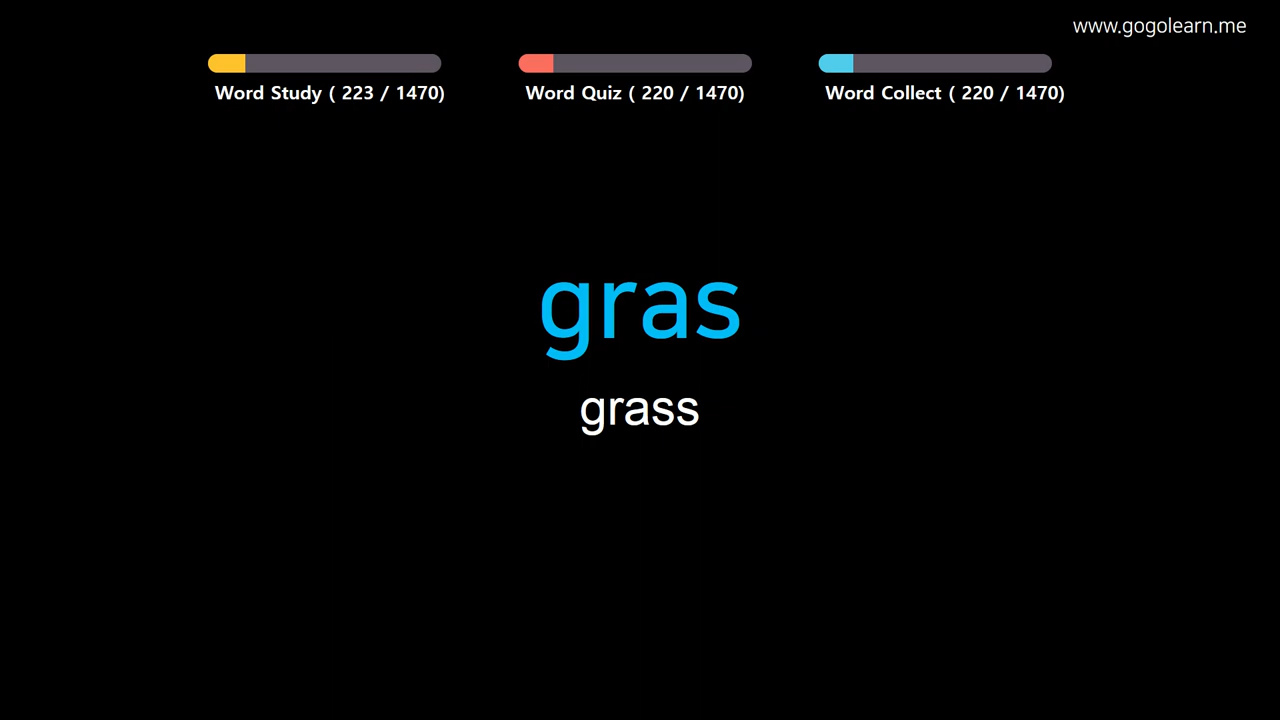 www.gogolearn.me
Word Study ( 223 / 1470)
Word Quiz ( 220 / 1470)
Word Collect ( 220 / 1470)
gras
grass